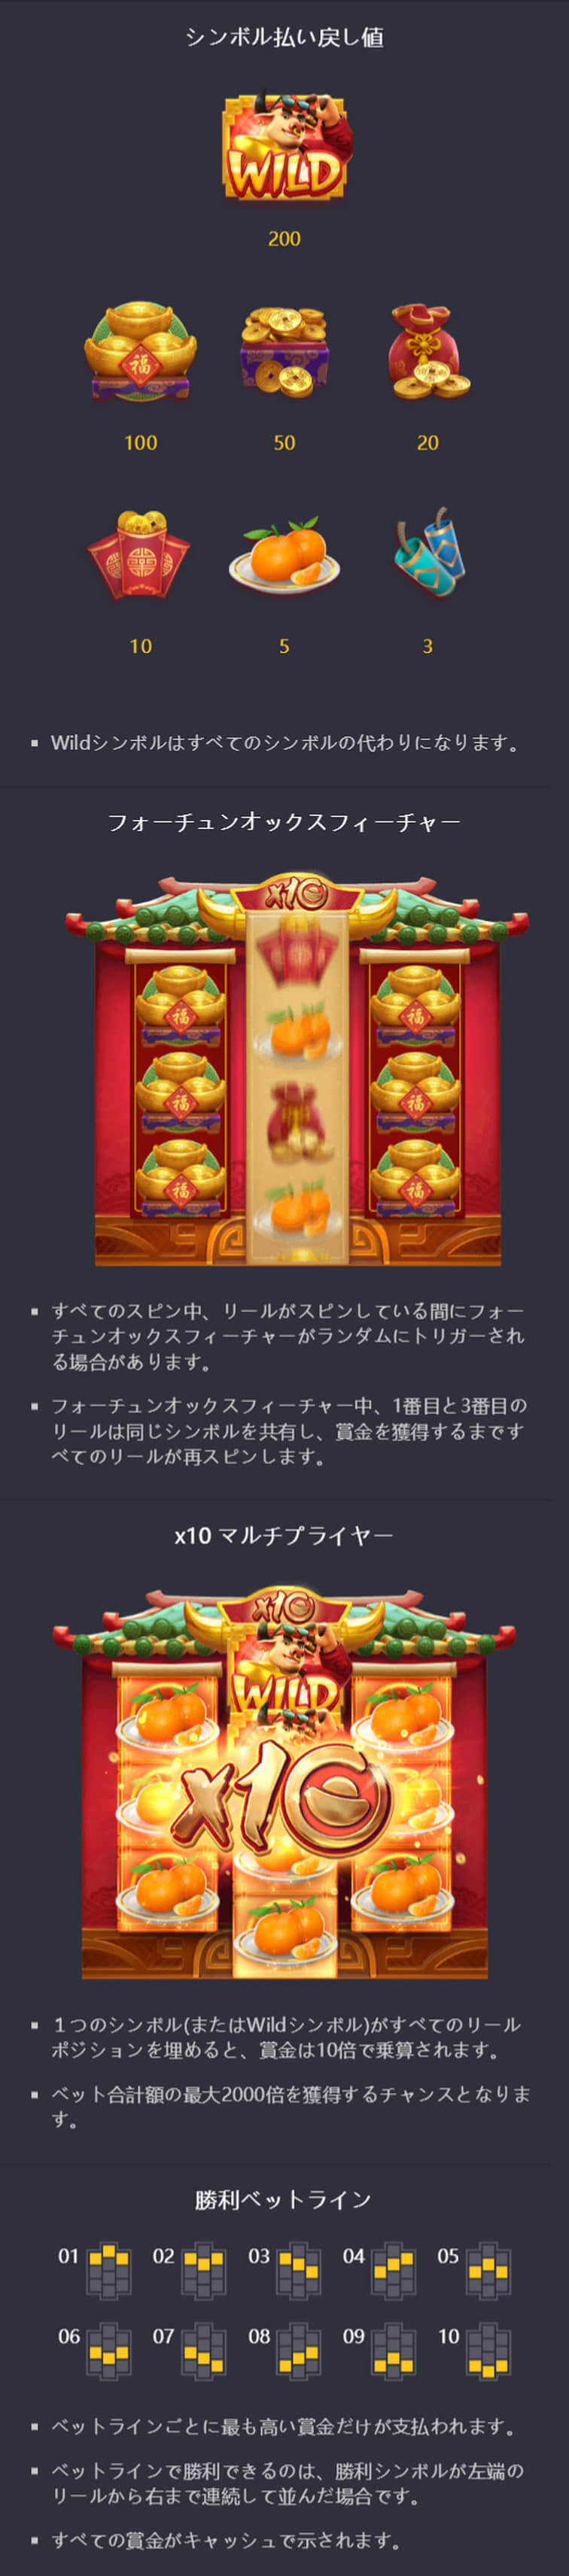 シンボル払い戻し値
WILD
200
福
100
50
20
10
5
3
Wildシンボルはすべてのシンボルの代わりになります。
フォーチュンオックスフィーチャー
x10
福
福
福
福
福
福
すべてのスピン中、リールがスピンしている間にフォー
チュンオックスフィーチャーがランダムにトリガーされ
る場合があります。
フォーチュンオックスフィーチャー中、1番目と3番目の
リールは同じシンボルを共有し、賞金を獲得するまです
べてのリールが再スピンします。
x10 マルチプライヤー
x10
WILD
x10
１つのシンボル(またはWildシンボル)がすべてのリール
ポジションを埋めると、賞金は10倍で乗算されます。
ベット合計額の最大2000倍を獲得するチャンスとなりま
す。
勝利ベットライン
01 02 03 04 05
06 07 08 09 10
ベットラインごとに最も高い賞金だけが支払われます。
ベットラインで勝利できるのは、勝利シンボルが左端の
リールから右まで連続して並んだ場合です。
すべての賞金がキャッシュで示されます。